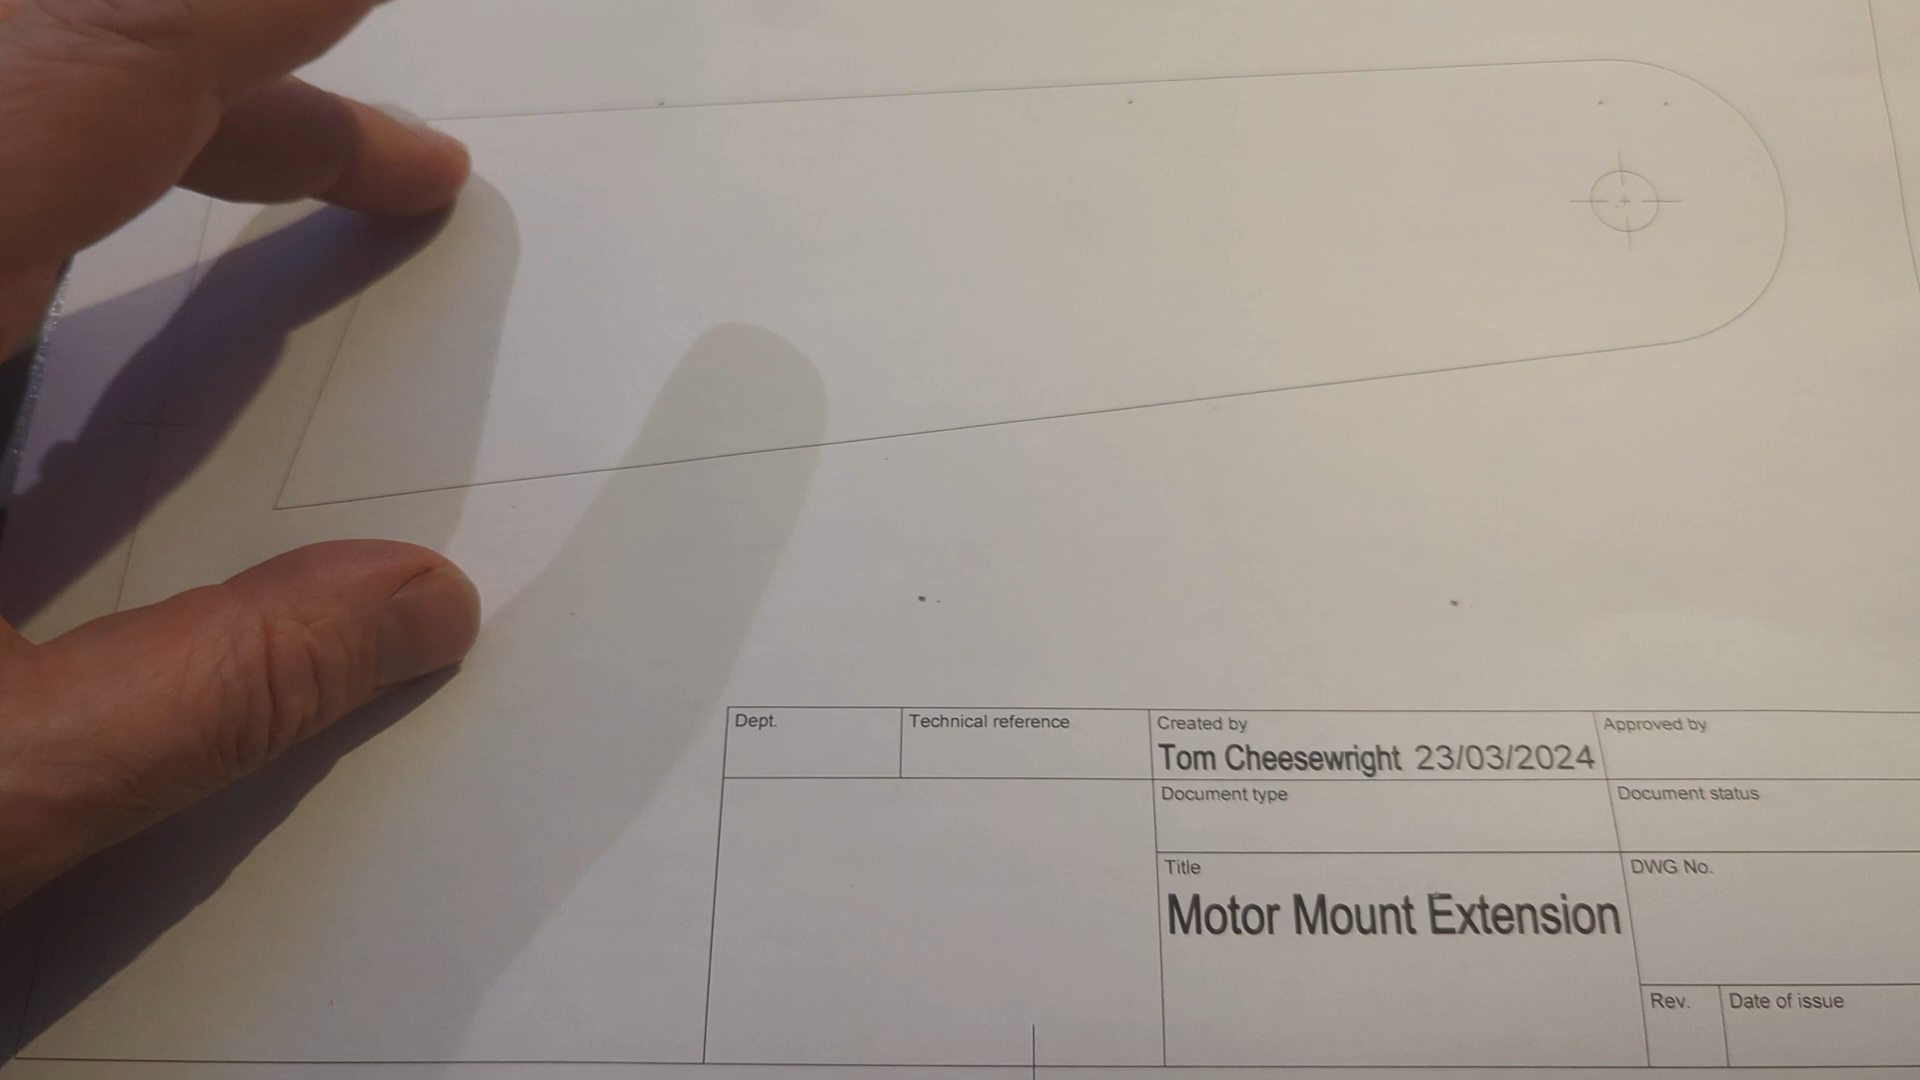 Dept.
Technical reference
Created by
Tom Cheesewright 23/03/2024
Approved by
Document type
Document status
Title
Motor Mount Extension
DWG No.
Rev.
Date of issue